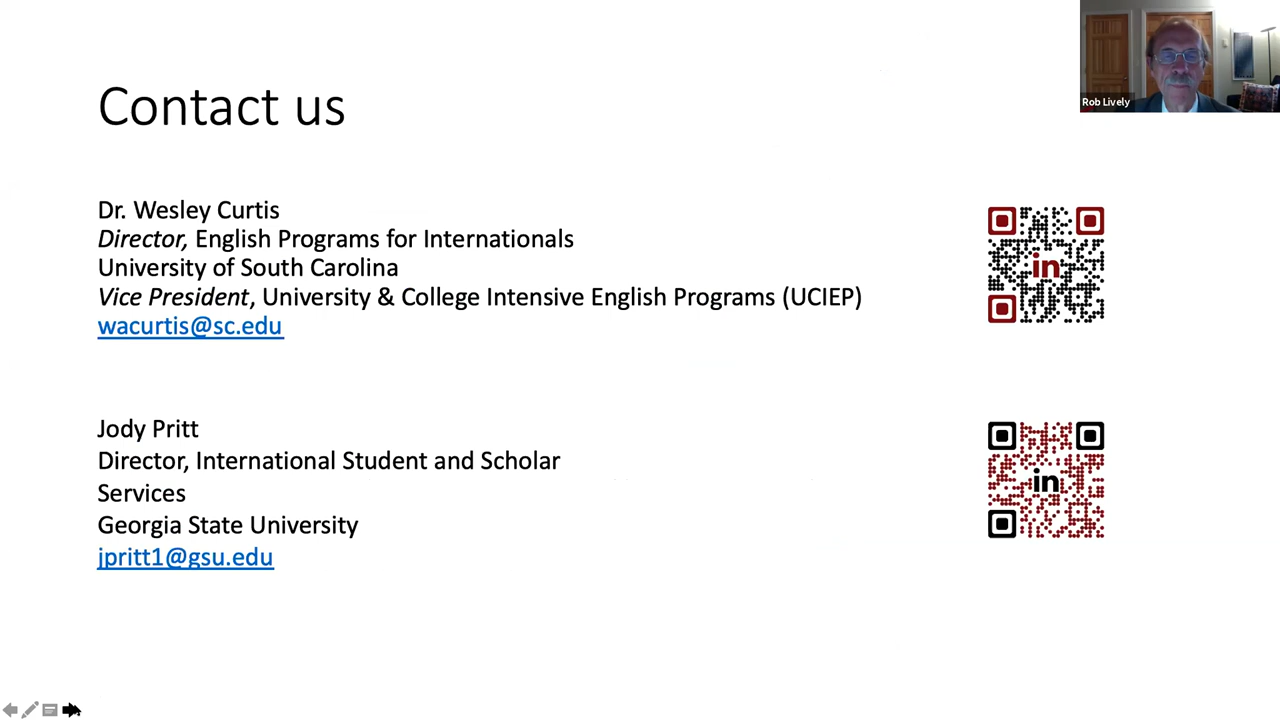 Rob Lively
Contact us
Dr. Wesley Curtis
Director, English Programs for Internationals
University of South Carolina
Vice President, University & College Intensive English Programs (UCIEP)
wacurtis@sc.edu
in
Jody Pritt
Director, International Student and Scholar
Services
Georgia State University
jpritt1@gsu.edu
in